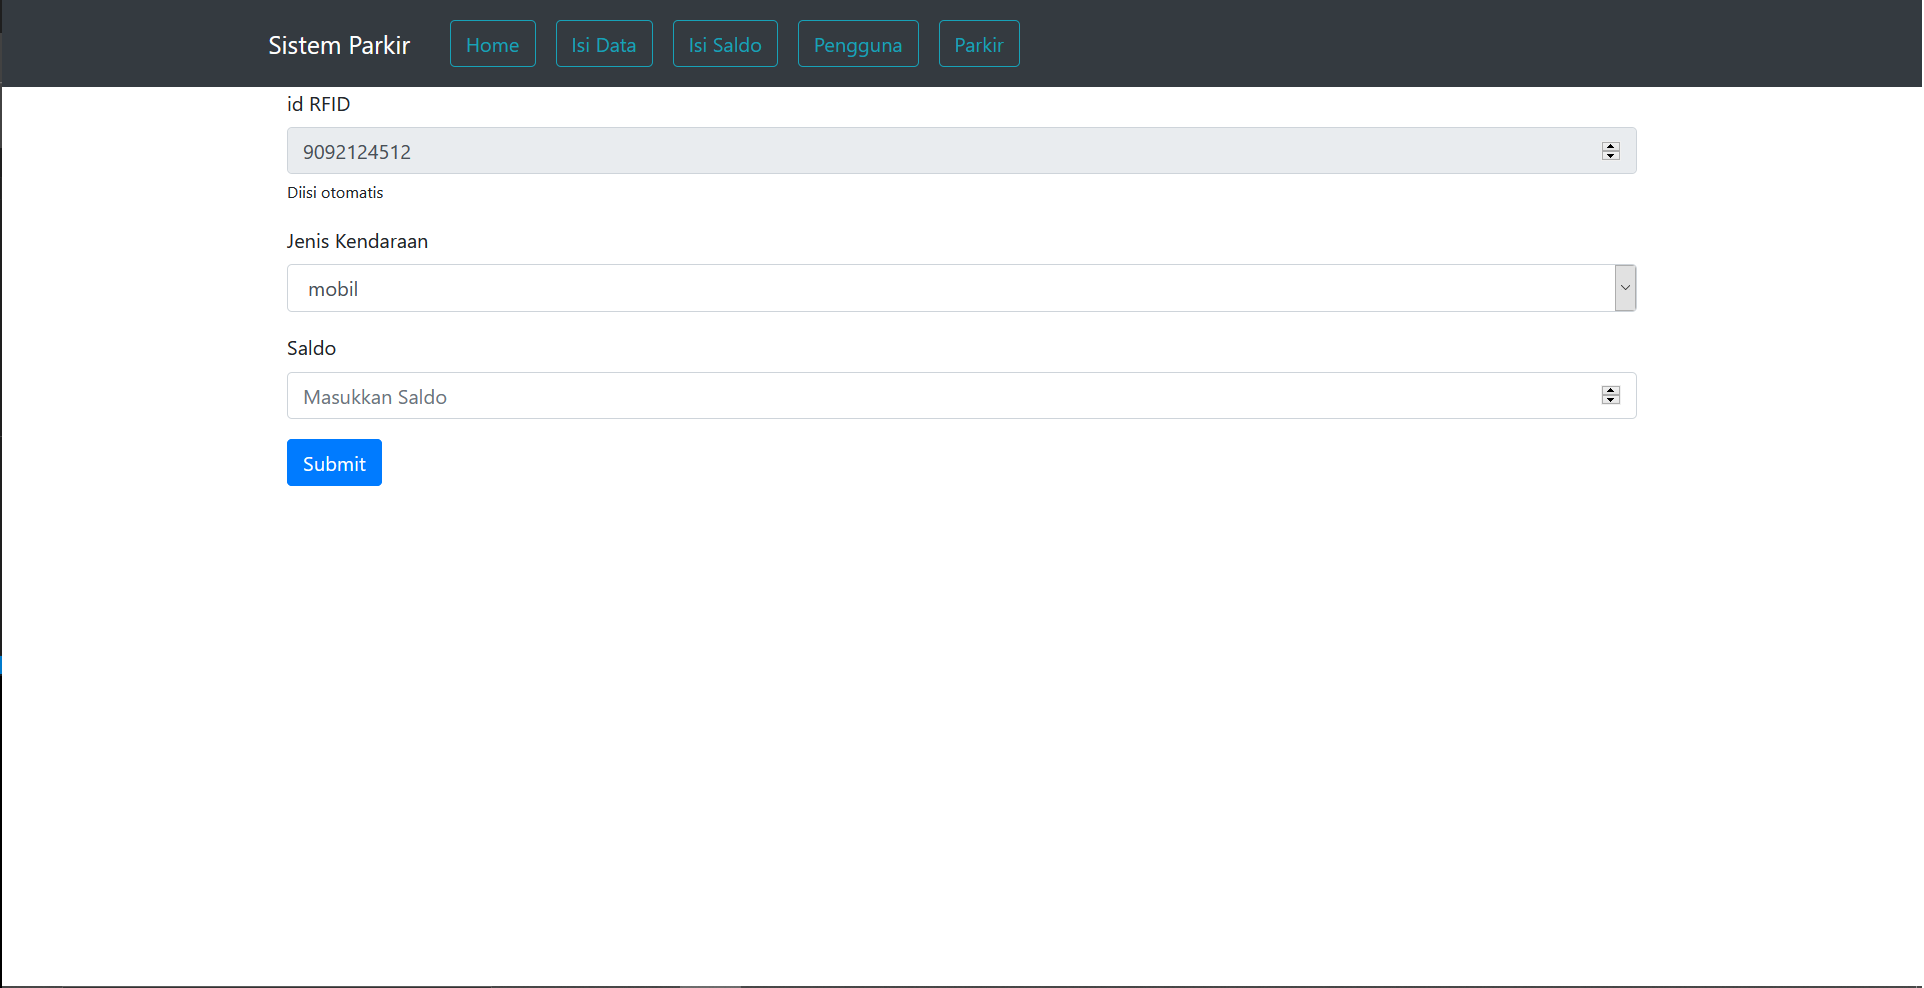 Sistem Parkir Home Isi Data Isi Saldo Pengguna Parkir
id RFID
9092124512
Diisi otomatis
Jenis Kendaraan
mobil
Saldo
Masukkan Saldo
Submit